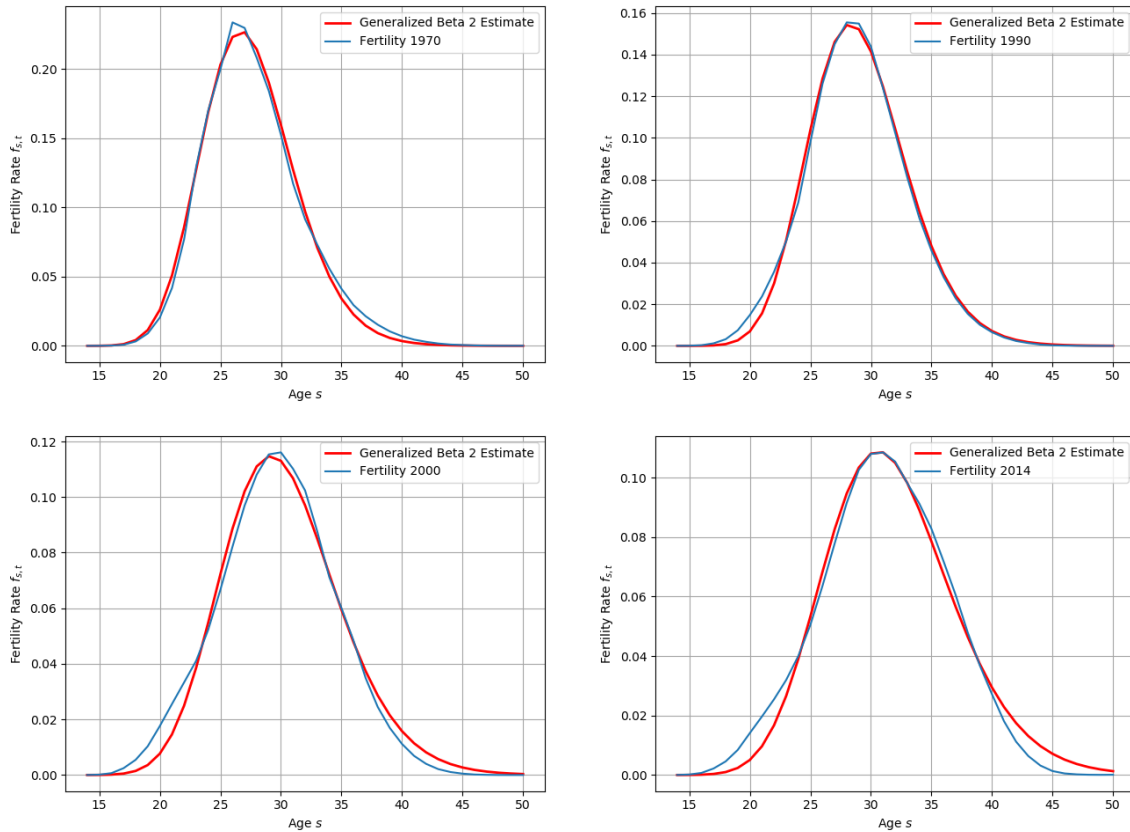 Generalized Beta 2 Estimate
Fertility 1970
Fertility Rate f_{s,t}
0.20
0.15
0.10
0.05
0.00
15 20 25 30 35 40 45 50
Age s
Generalized Beta 2 Estimate
Fertility 1990
Fertility Rate f_{s,t}
0.16
0.14
0.12
0.10
0.08
0.06
0.04
0.02
0.00
15 20 25 30 35 40 45 50
Age s
Generalized Beta 2 Estimate
Fertility 2000
Fertility Rate f_{s,t}
0.12
0.10
0.08
0.06
0.04
0.02
0.00
15 20 25 30 35 40 45 50
Age s
Generalized Beta 2 Estimate
Fertility 2014
Fertility Rate f_{s,t}
0.10
0.08
0.06
0.04
0.02
0.00
15 20 25 30 35 40 45 50
Age s